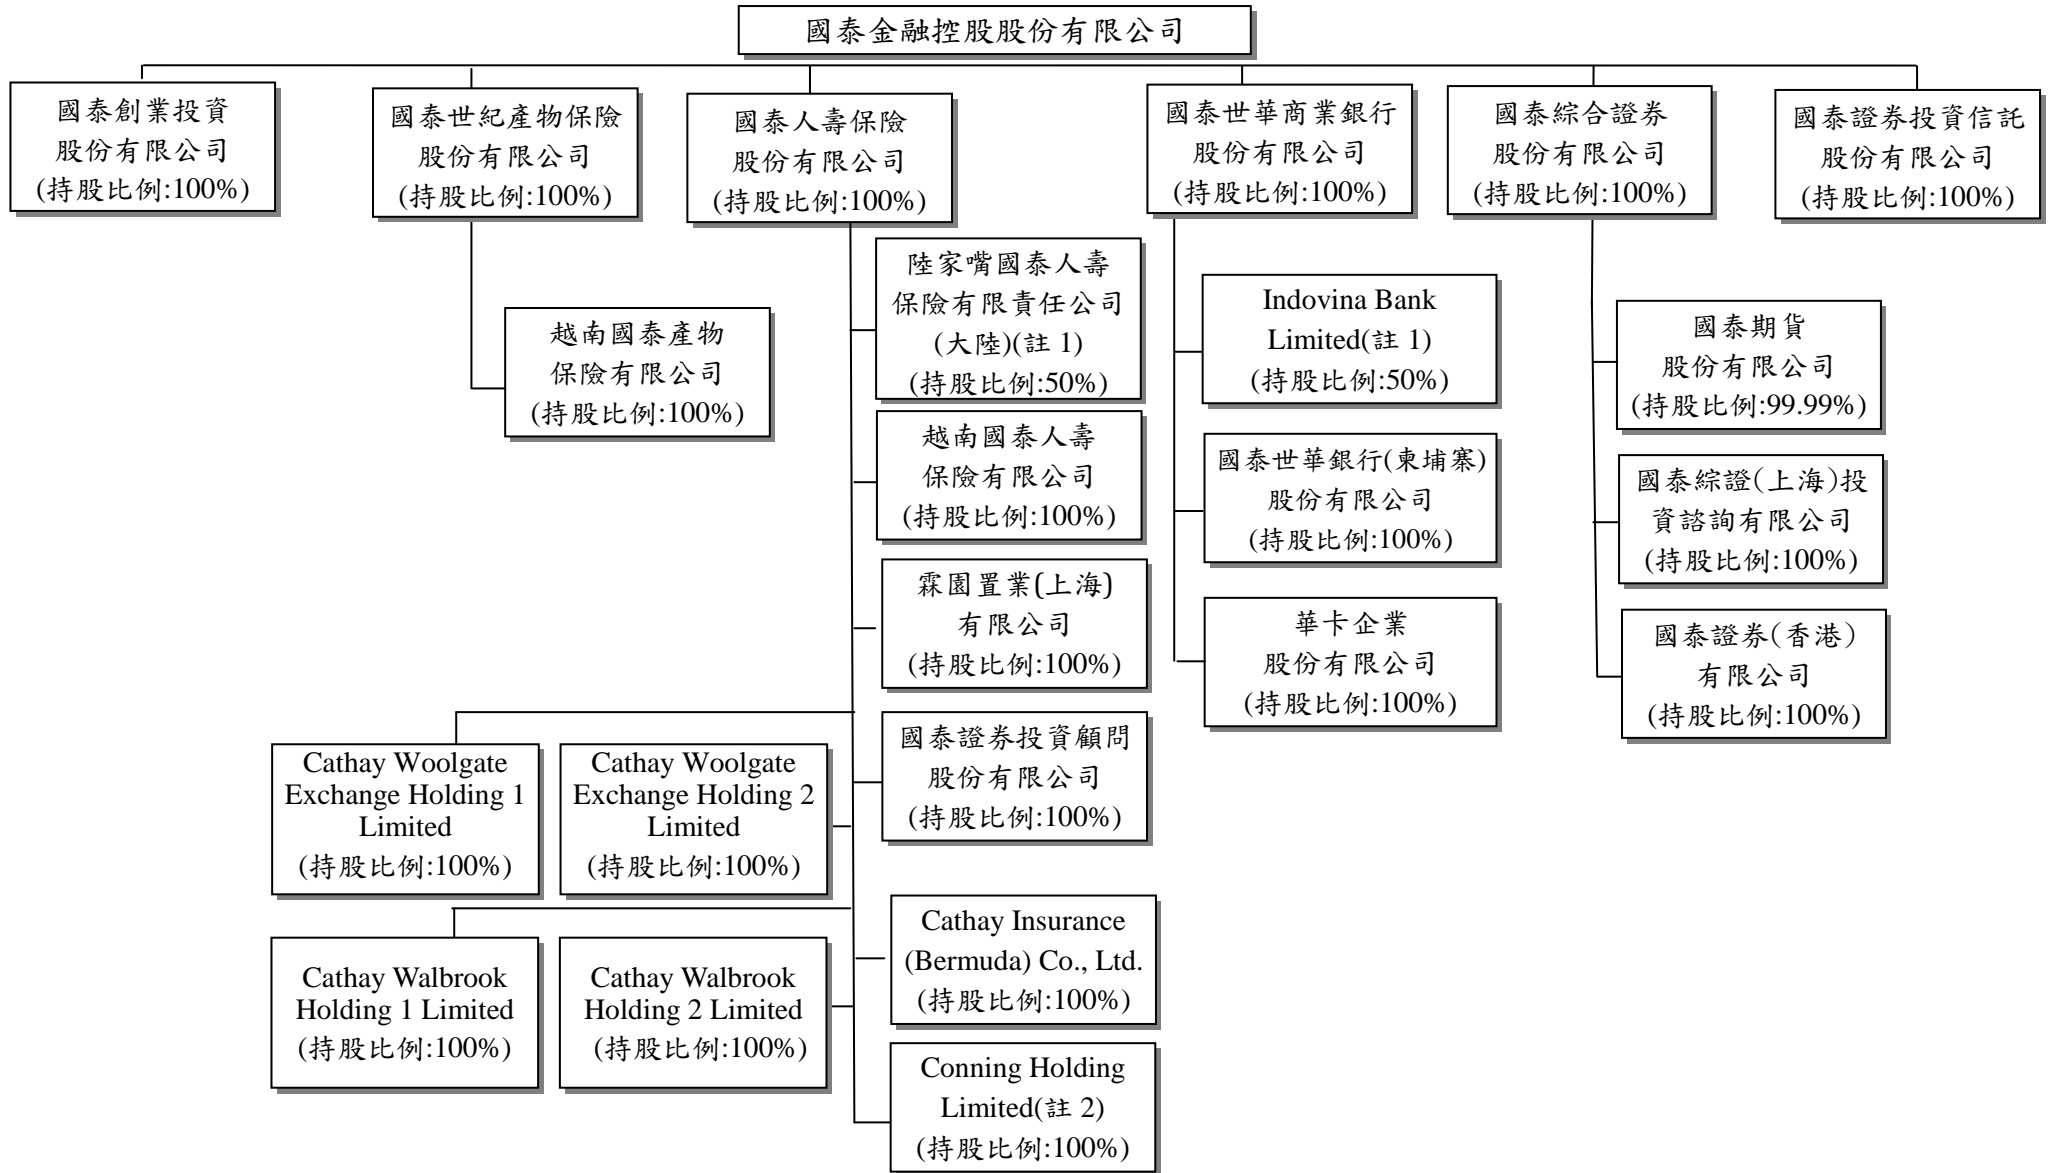 國泰金融控股股份有限公司
國泰創業投資
股份有限公司
(持股比例:100%)
國泰世紀產物保險
股份有限公司
(持股比例:100%)
國泰人壽保險
股份有限公司
(持股比例:100%)
國泰世華商業銀行
股份有限公司
(持股比例:100%)
國泰綜合證券
股份有限公司
(持股比例:100%)
國泰證券投資信託
股份有限公司
(持股比例:100%)
越南國泰產物
保險有限公司
(持股比例:100%)
陸家嘴國泰人壽
保險有限責任公司
(大陸)(註 1)
(持股比例:50%)
越南國泰人壽
保險有限公司
(持股比例:100%)
霖園置業(上海)
有限公司
(持股比例:100%)
國泰證券投資顧問
股份有限公司
(持股比例:100%)
Cathay Woolgate
Exchange Holding 1
Limited
(持股比例:100%)
Cathay Woolgate
Exchange Holding 2
Limited
(持股比例:100%)
Cathay Walbrook
Holding 1 Limited
(持股比例:100%)
Cathay Walbrook
Holding 2 Limited
(持股比例:100%)
Cathay Insurance
(Bermuda) Co., Ltd.
(持股比例:100%)
Conning Holding
Limited(註 2)
(持股比例:100%)
Indovina Bank
Limited(註 1)
(持股比例:50%)
國泰世華銀行(柬埔寨)
股份有限公司
(持股比例:100%)
華卡企業
股份有限公司
(持股比例:100%)
國泰期貨
股份有限公司
(持股比例:99.99%)
國泰綜證(上海)投
資諮詢有限公司
(持股比例:100%)
國泰證券(香港)
有限公司
(持股比例:100%)